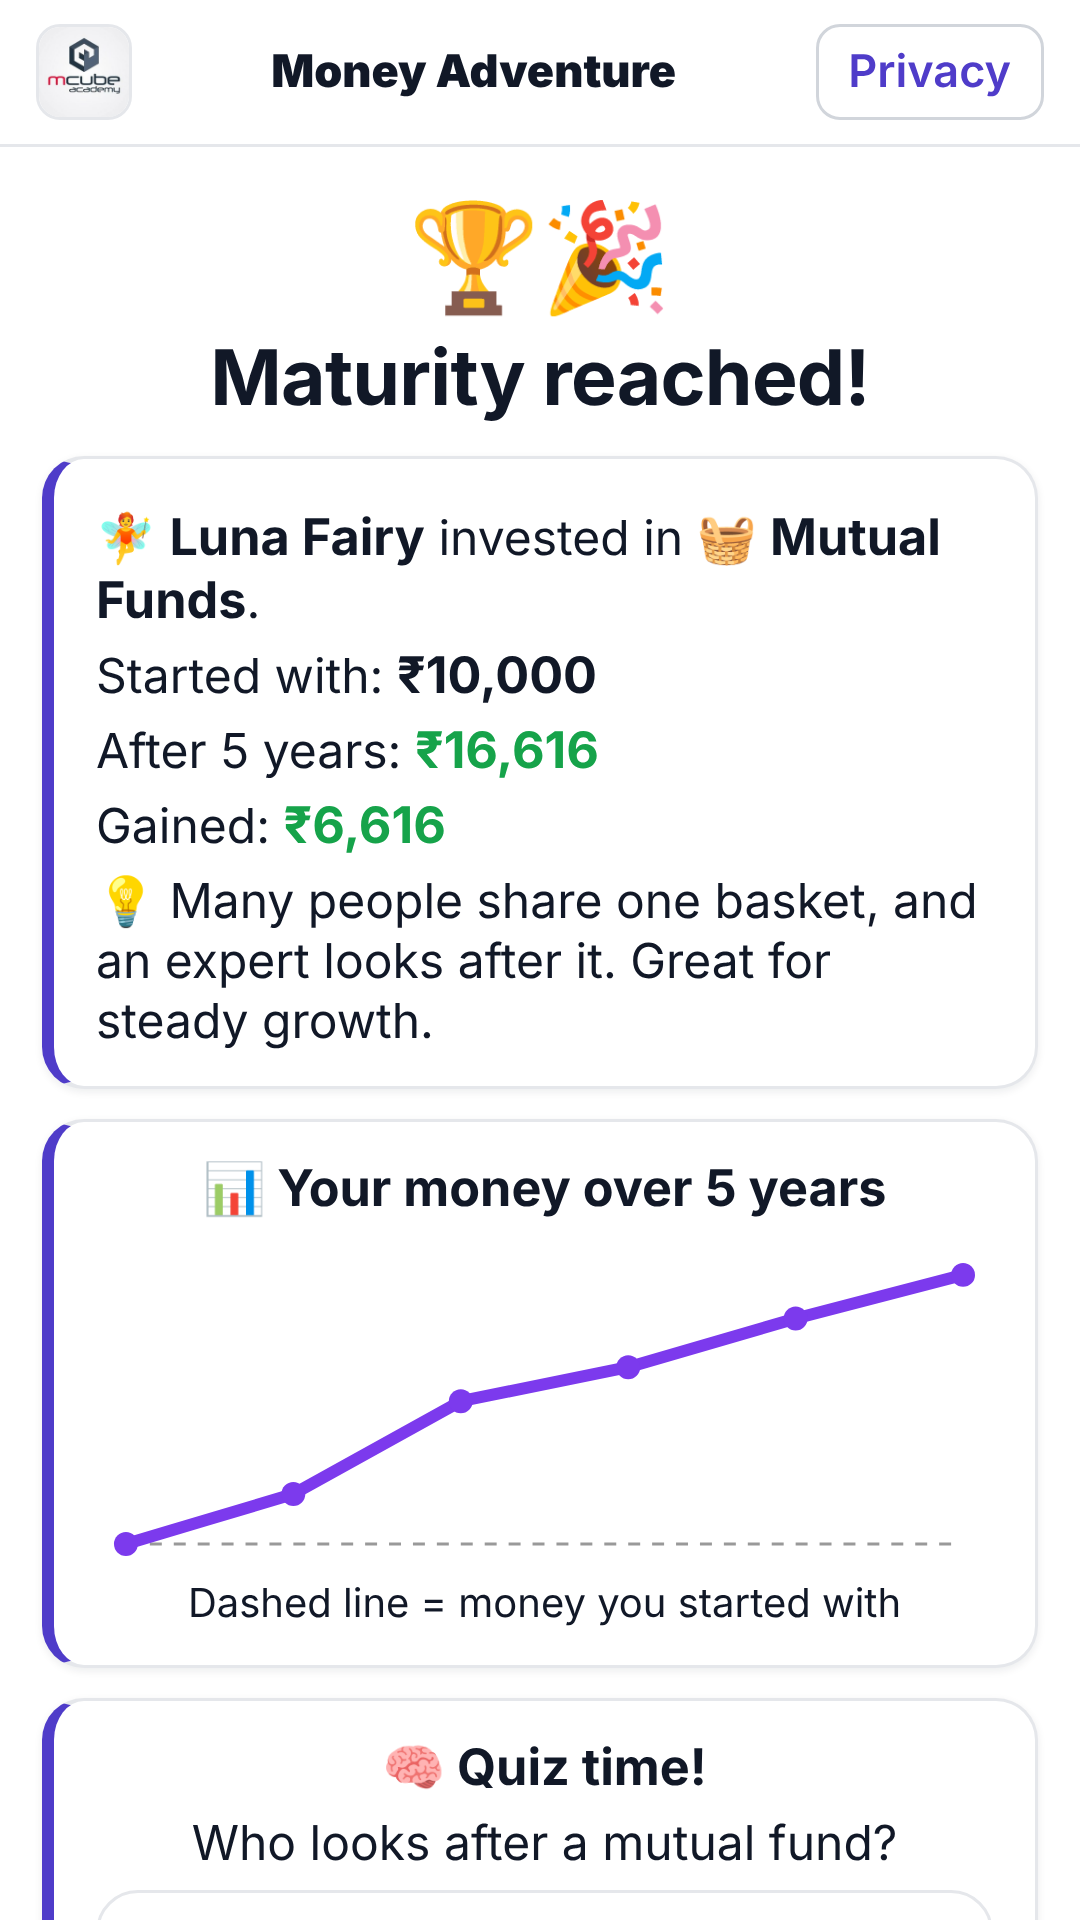 mcube
academy
Money Adventure
Privacy
Maturity reached!
Luna Fairy invested in Mutual
Funds.
Started with: ₹10,000
After 5 years: ₹16,616
Gained: ₹6,616
Many people share one basket, and
an expert looks after it. Great for
steady growth.
Your money over 5 years
Dashed line = money you started with
Quiz time!
Who looks after a mutual fund?